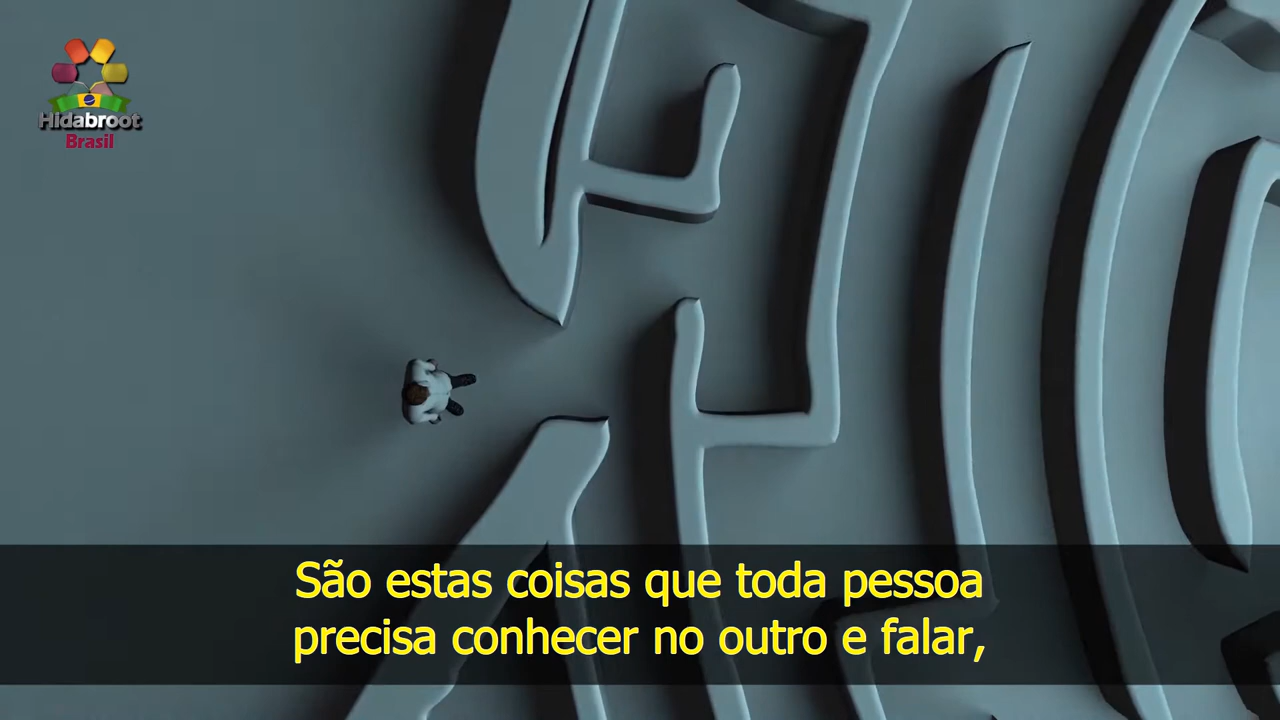 Hidabroot
Brasil
São estas coisas que toda pessoa
precisa conhecer no outro e falar,